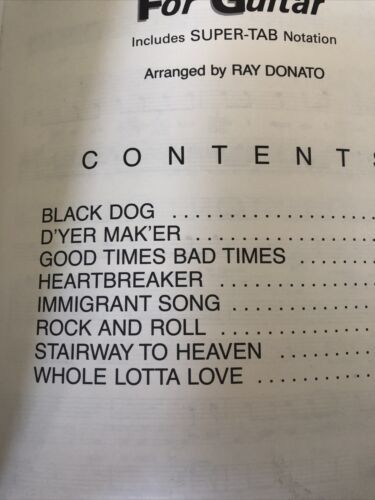 For Guitar
Includes SUPER-TAB Notation
Arranged by RAY DONATO
CONTENTS
BLACK DOG ....................
D'YER MAK'ER ..................
GOOD TIMES BAD TIMES .........
HEARTBREAKER ................
IMMIGRANT SONG ..............
ROCK AND ROLL ...............
STAIRWAY TO HEAVEN ..........
WHOLE LOTTA LOVE ............